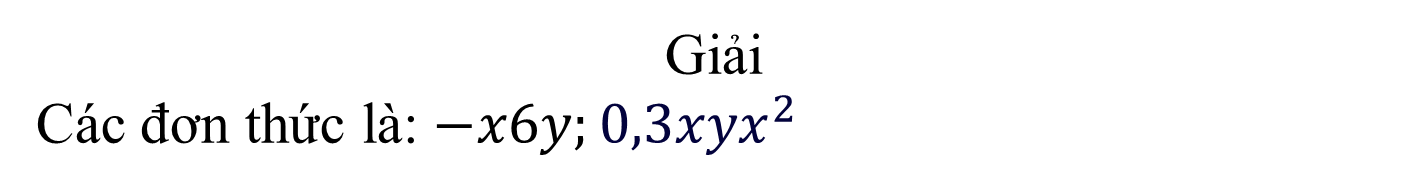 Giải
Các đơn thức là: −x6y; 0,3xyx²